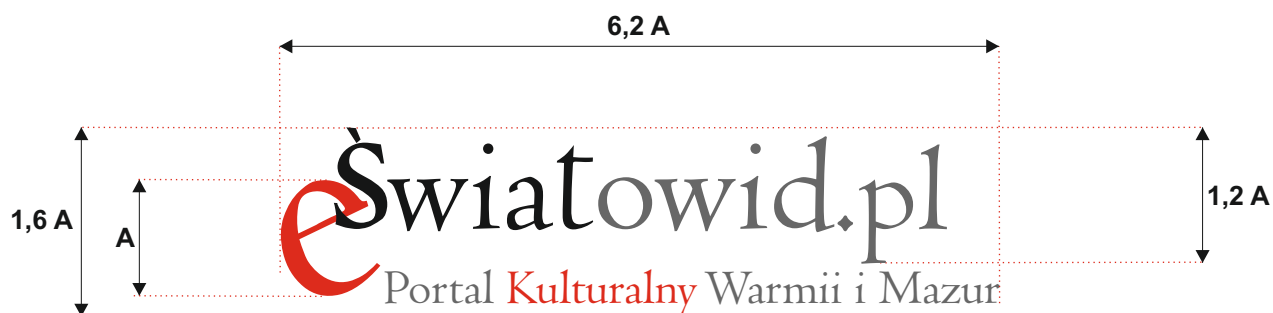 6,2 A
eŚwiatowid.pl
1,6 A
A
1,2 A
Portal Kulturalny Warmii i Mazur